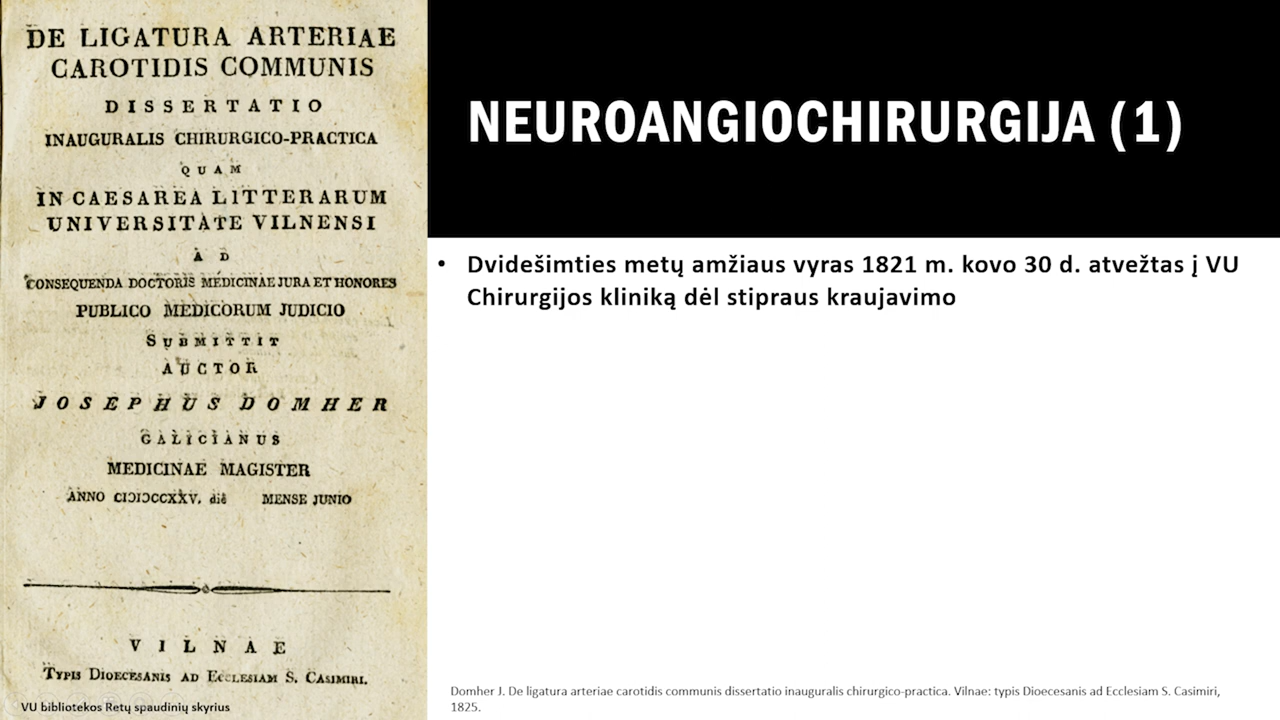 DE LIGATURA ARTERIAE
CAROTIDIS COMMUNIS
DISSERTATIO
INAUGURALIS CHIRURGICO-PRACTICA
QUAM
IN CAESAREA LITTERARUM
UNIVERSITATE VILNENSI
AD
CONSEQUENDA DOCTORIS MEDICINAE JURA ET HONORES
PUBLICO MEDICORUM JUDICIO
SUBMITTIT
AUCTOR
JOSEPHUS DOMHER
GALICIANUS
MEDICINAE MAGISTER
ANNO CIƆIƆCCXXV. die MENSE JUNIO
VILNAE
TYPIS DIOECESANIS AD ECCLESIAM S. CASIMIRI.
VU bibliotekos Retų spaudinių skyrius
NEUROANGIOCHIRURGIJA (1)
• Dvidešimties metų amžiaus vyras 1821 m. kovo 30 d. atvežtas į VU
Chirurgijos kliniką dėl stipraus kraujavimo
Domher J. De ligatura arteriae carotidis communis dissertatio inauguralis chirurgico-practica. Vilnae: typis Dioecesanis ad Ecclesiam S. Casimiri,
1825.